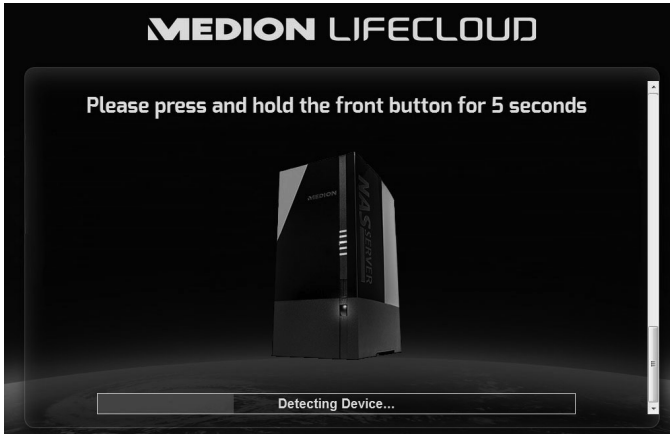 MEDION LIFECLOUD
Please press and hold the front button for 5 seconds
MEDION
NAS SERVER
Detecting Device...